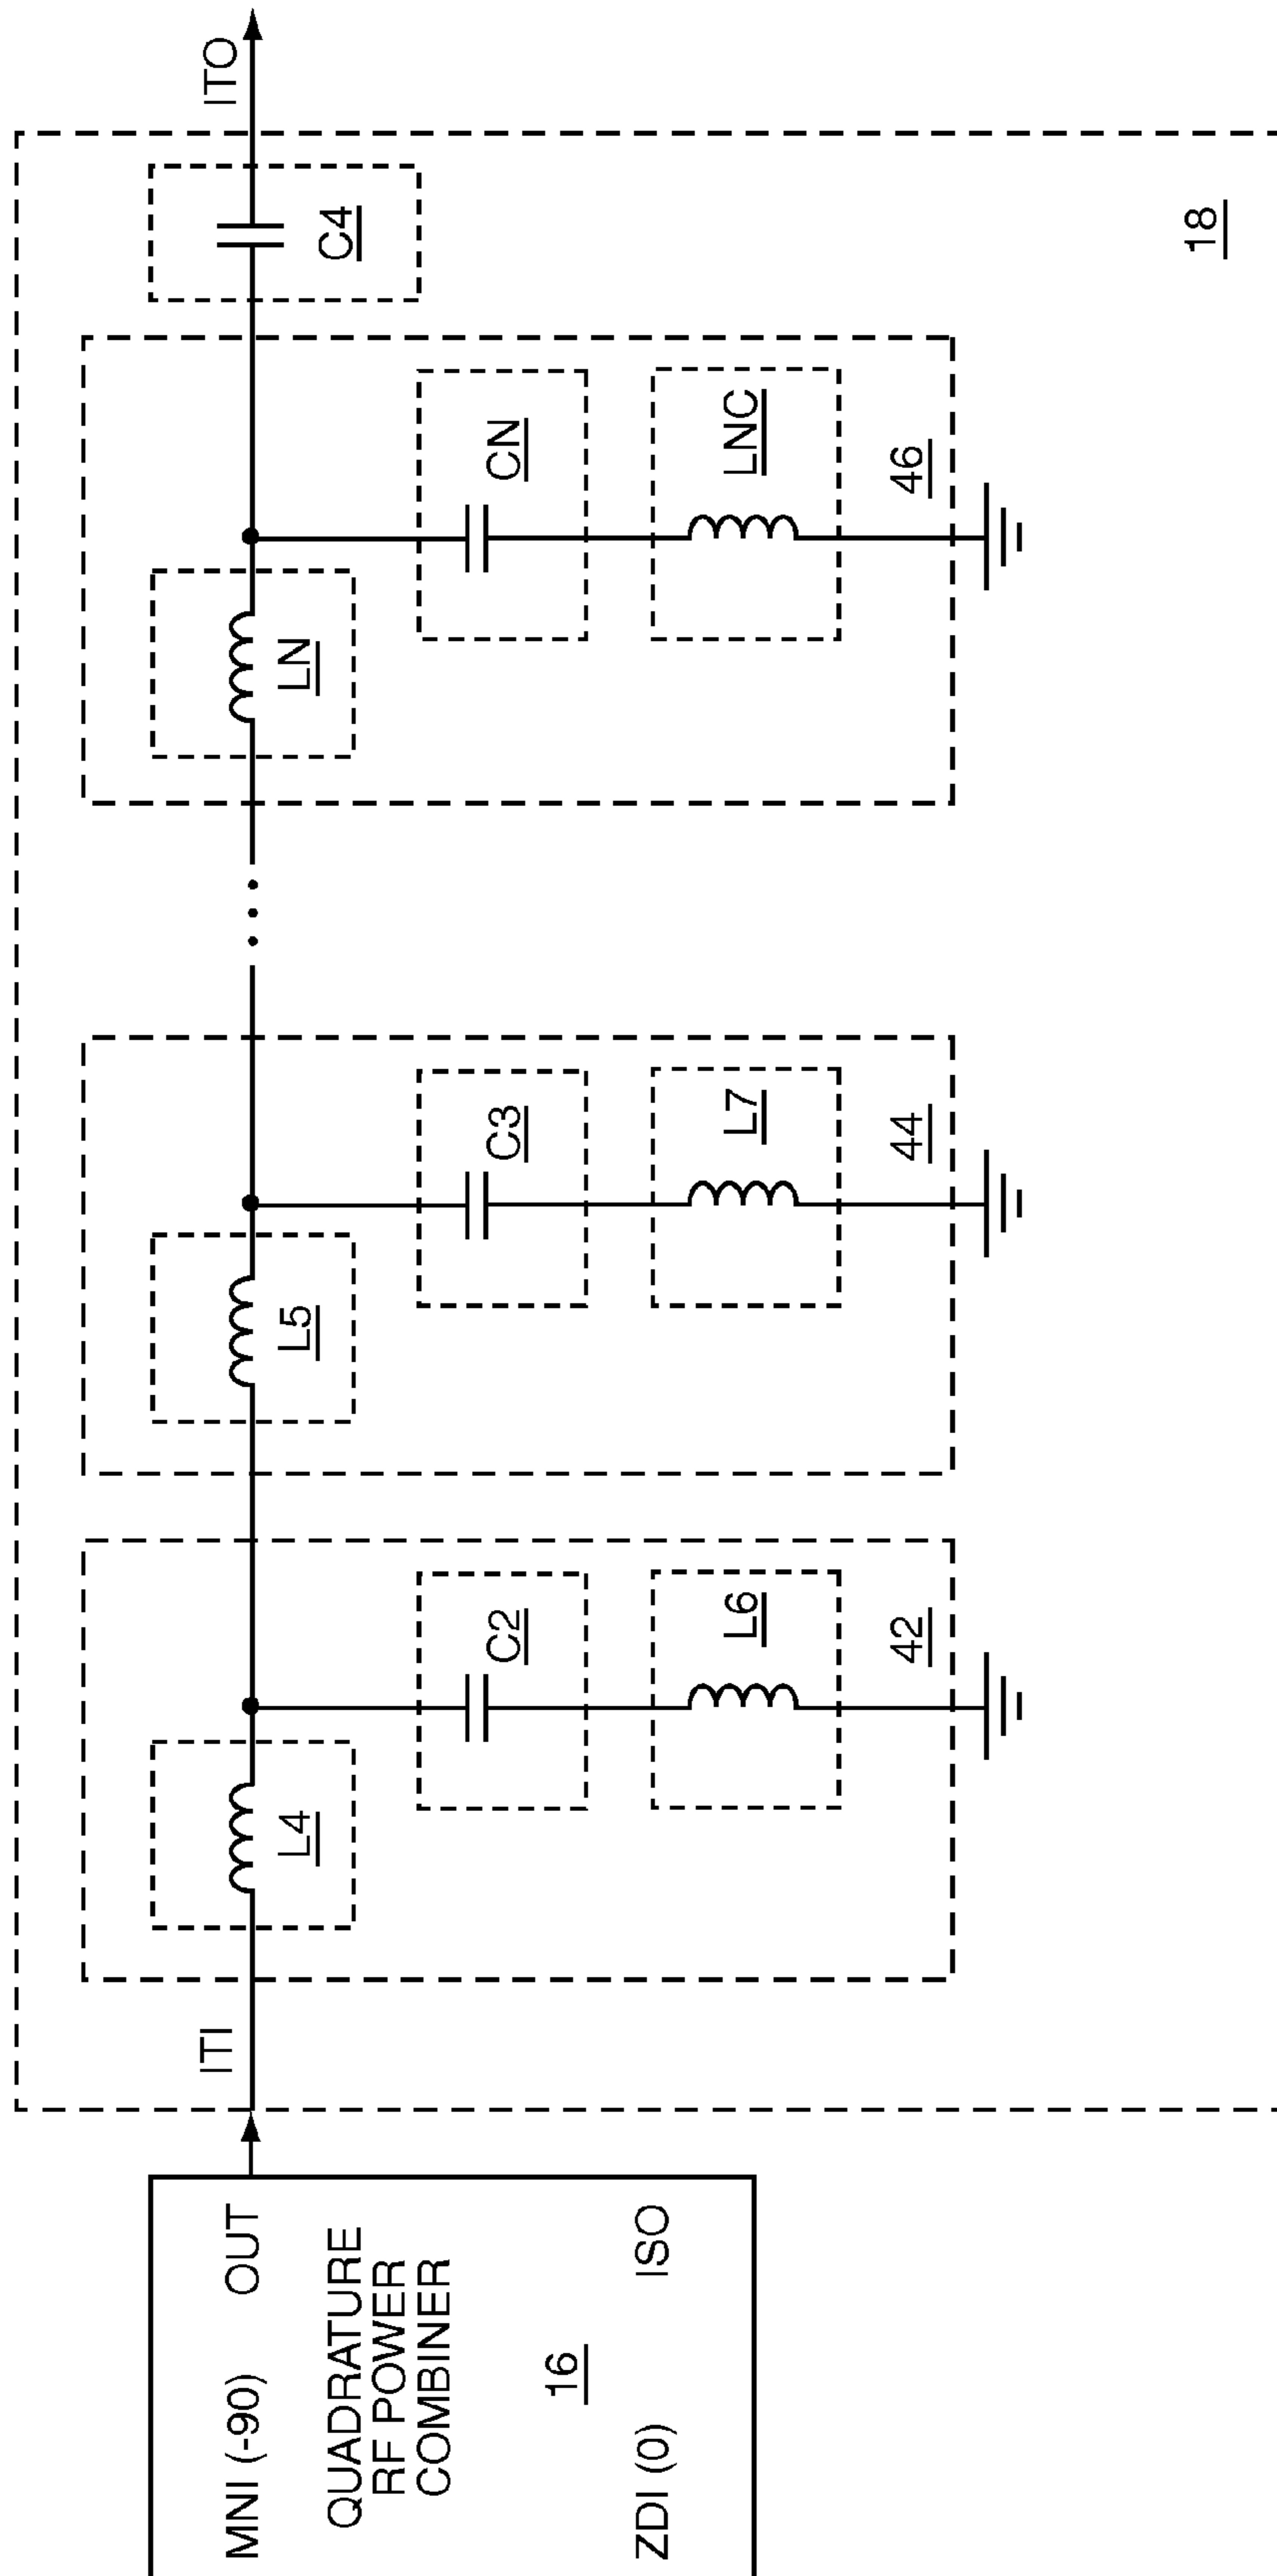 MNI (-90) OUT
QUADRATURE
RF POWER
COMBINER
16
ZDI (0) ISO
ITI
L4
C2
L6
42
L5
C3
L7
44
LN
CN
LNC
46
C4
ITO
18